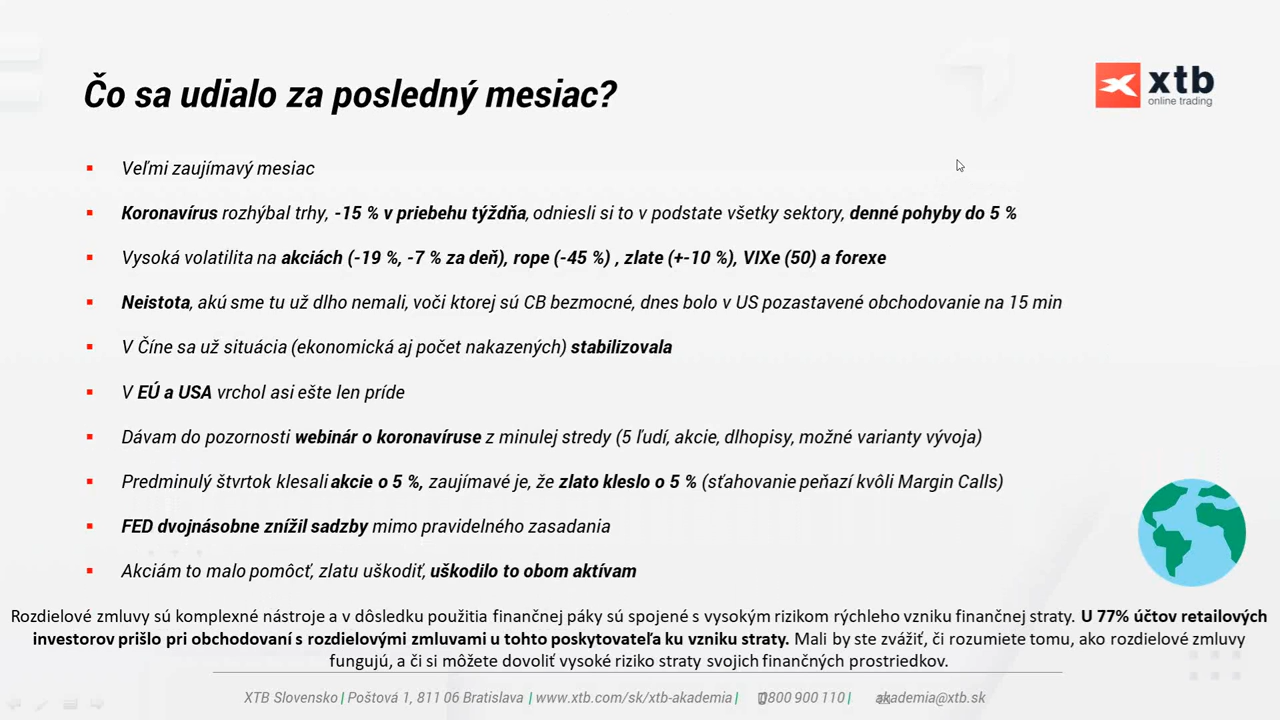 Čo sa udialo za posledný mesiac?
xtb
online trading
Veľmi zaujímavý mesiac
Koronavírus rozhýbal trhy, -15 % v priebehu týždňa, odniesli si to v podstate všetky sektory, denné pohyby do 5 %
Vysoká volatilita na akciách (-19 %, -7 % za deň), rope (-45 %) , zlate (+-10 %), VIXe (50) a forexe
Neistota, akú sme tu už dlho nemali, voči ktorej sú CB bezmocné, dnes bolo v US pozastavené obchodovanie na 15 min
V Číne sa už situácia (ekonomická aj počet nakazených) stabilizovala
V EÚ a USA vrchol asi ešte len príde
Dávam do pozornosti webinár o koronavíruse z minulej stredy (5 ľudí, akcie, dlhopisy, možné varianty vývoja)
Predminulý štvrtok klesali akcie o 5 %, zaujímavé je, že zlato kleslo o 5 % (sťahovanie peňazí kvôli Margin Calls)
FED dvojnásobne znížil sadzby mimo pravidelného zasadania
Akciám to malo pomôcť, zlatu uškodiť, uškodilo to obom aktívam
Rozdielové zmluvy sú komplexné nástroje a v dôsledku použitia finančnej páky sú spojené s vysokým rizikom rýchleho vzniku finančnej straty. U 77% účtov retailových
investorov prišlo pri obchodovaní s rozdielovými zmluvami u tohto poskytovateľa ku vzniku straty. Mali by ste zvážiť, či rozumiete tomu, ako rozdielové zmluvy
fungujú, a či si môžete dovoliť vysoké riziko straty svojich finančných prostriedkov.
XTB Slovensko | Poštová 1, 811 06 Bratislava | www.xtb.com/sk/xtb-akademia | 0800 900 110 | akademia@xtb.sk